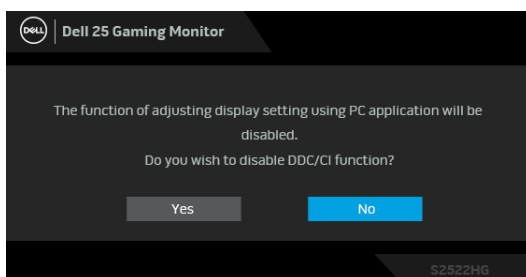 DELL
Dell 25 Gaming Monitor
The function of adjusting display setting using PC application will be
disabled.
Do you wish to disable DDC/CI function?
Yes
No
S2522HG